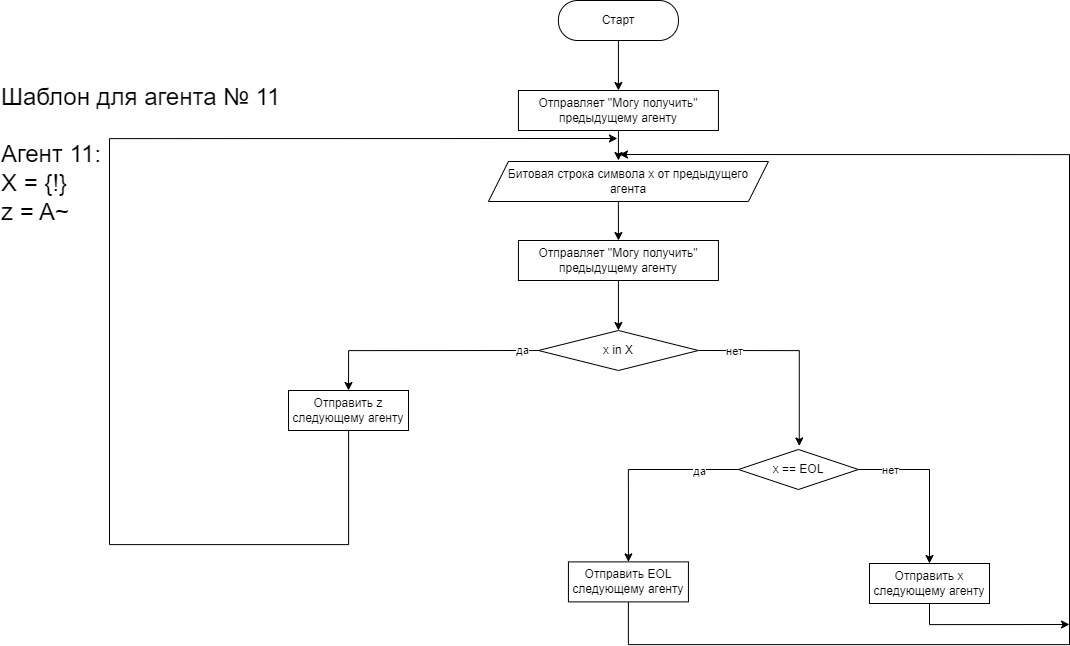 Старт
Шаблон для агента № 11
Отправляет "Могу получить"
предыдущему агенту
Агент 11:
X = {!}
z = A~
Битовая строка символа x от предыдущего
агента
Отправляет "Могу получить"
предыдущему агенту
x in X
да
нет
Отправить z
следующему агенту
x == EOL
да
нет
Отправить EOL
следующему агенту
Отправить x
следующему агенту